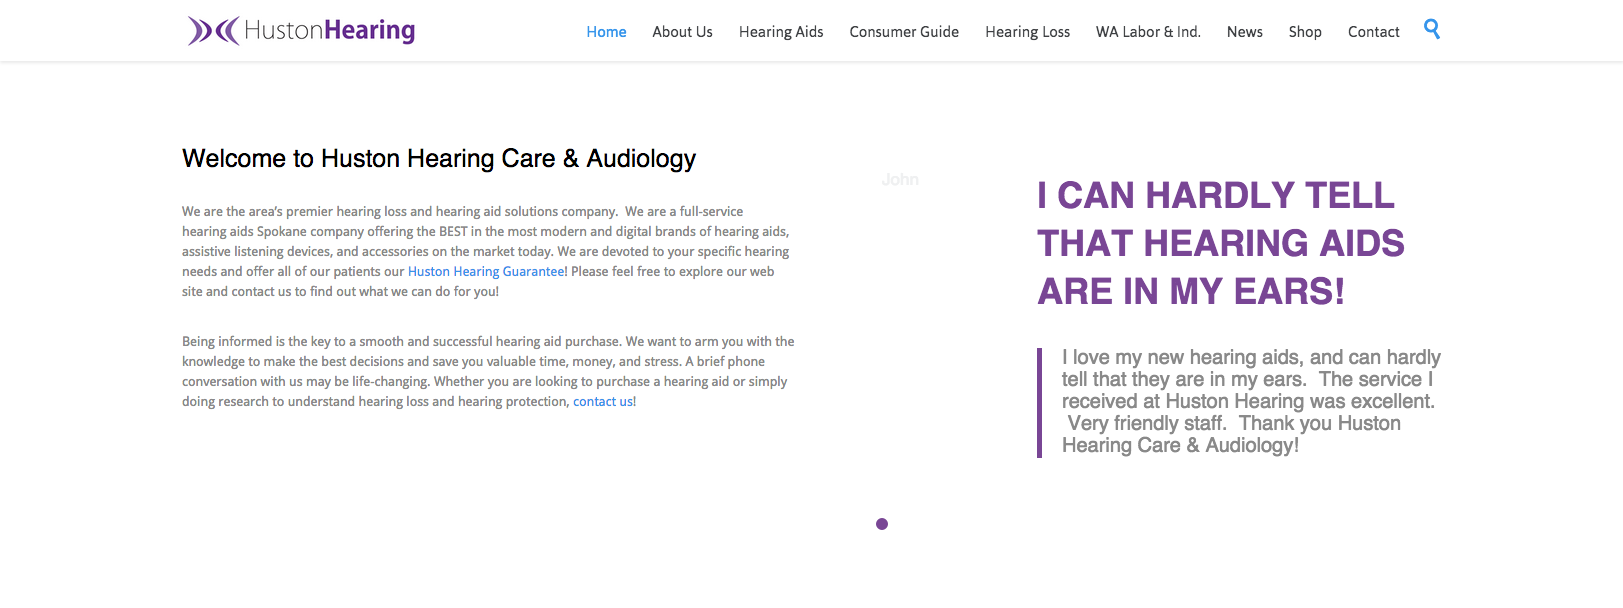 HustonHearing
Home About Us Hearing Aids Consumer Guide Hearing Loss WA Labor & Ind. News Shop Contact
Welcome to Huston Hearing Care & Audiology
We are the area’s premier hearing loss and hearing aid solutions company.  We are a full-service
hearing aids Spokane company offering the BEST in the most modern and digital brands of hearing aids,
assistive listening devices, and accessories on the market today. We are devoted to your specific hearing
needs and offer all of our patients our Huston Hearing Guarantee! Please feel free to explore our web
site and contact us to find out what we can do for you!
Being informed is the key to a smooth and successful hearing aid purchase. We want to arm you with the
knowledge to make the best decisions and save you valuable time, money, and stress. A brief phone
conversation with us may be life-changing. Whether you are looking to purchase a hearing aid or simply
doing research to understand hearing loss and hearing protection, contact us!
John
I CAN HARDLY TELL
THAT HEARING AIDS
ARE IN MY EARS!
I love my new hearing aids, and can hardly
tell that they are in my ears.  The service I
received at Huston Hearing was excellent.
Very friendly staff.  Thank you Huston
Hearing Care & Audiology!